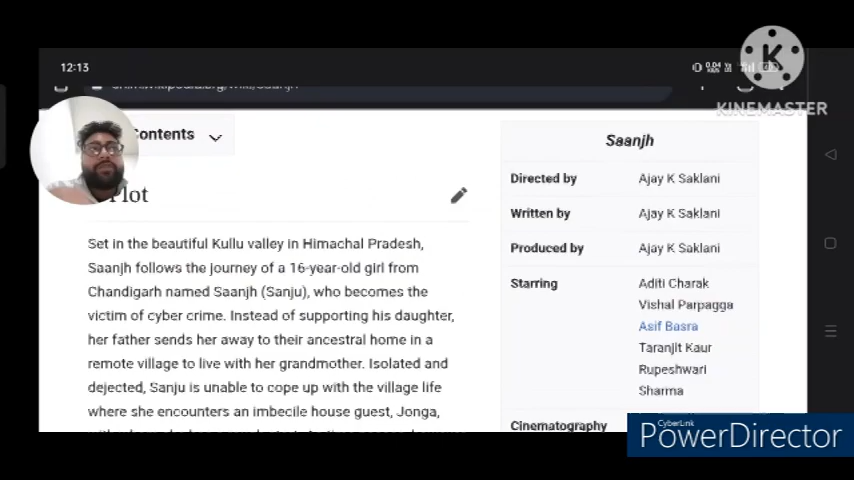 12:13
KINEMASTER
Contents
Saanjh
Plot
Directed by Ajay K Saklani
Written by Ajay K Saklani
Produced by Ajay K Saklani
Starring Aditi Charak
Vishal Parpagga
Asif Basra
Taranjit Kaur
Rupeshwari
Sharma
Cinematography
Set in the beautiful Kullu valley in Himachal Pradesh,
Saanjh follows the journey of a 16-year-old girl from
Chandigarh named Saanjh (Sanju), who becomes the
victim of cyber crime. Instead of supporting his daughter,
her father sends her away to their ancestral home in a
remote village to live with her grandmother. Isolated and
dejected, Sanju is unable to cope up with the village life
where she encounters an imbecile house guest, Jonga,
CyberLink
PowerDirector